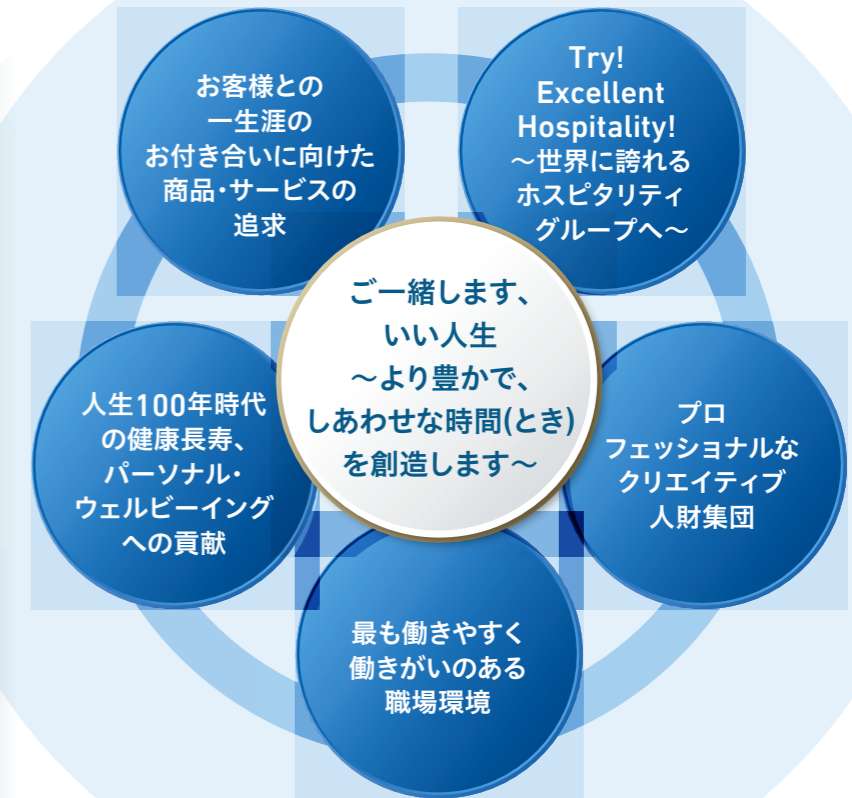 お客様との
一生涯の
お付き合いに向けた
商品・サービスの
追求
Try!
Excellent
Hospitality!
～世界に誇れる
ホスピタリティ
グループへ～
ご一緒します、
いい人生
～より豊かで、
しあわせな時間(とき)
を創造します～
人生100年時代
の健康長寿、
パーソナル・
ウェルビーイング
への貢献
プロ
フェッショナルな
クリエイティブ
人財集団
最も働きやすく
働きがいのある
職場環境